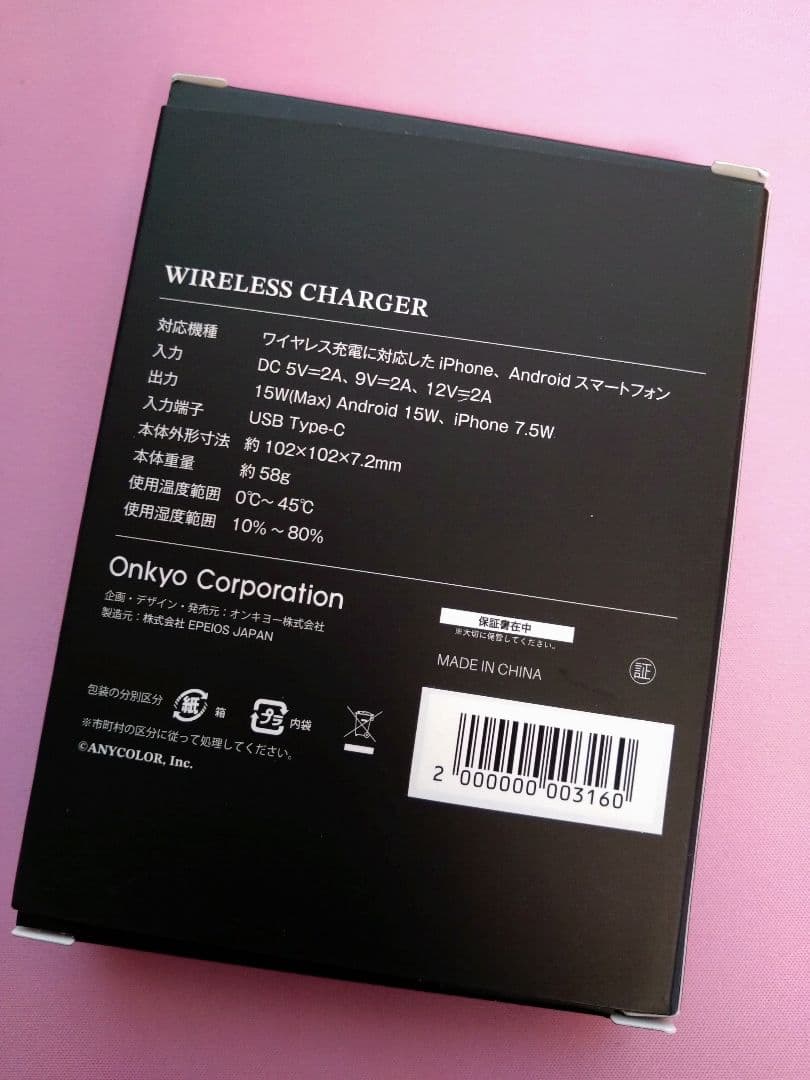 WIRELESS CHARGER
対応機種 ワイヤレス充電に対応した iPhone、Android スマートフォン
入力 DC 5V⎓2A、9V⎓2A、12V⎓2A
出力 15W(Max) Android 15W、iPhone 7.5W
入力端子 USB Type-C
本体外形寸法 約 102×102×7.2mm
本体重量 約 58g
使用温度範囲 0℃～ 45℃
使用湿度範囲 10% ～ 80%
Onkyo Corporation
企画・デザイン・発売元：オンキヨー株式会社
製造元：株式会社 EPEIOS JAPAN
保証書在中
※大切に保管してください。
MADE IN CHINA
証
包装の分別区分 紙 箱 プラ 内袋
※市町村の区分に従って処理してください。
©ANYCOLOR, Inc.
2 000000 003160